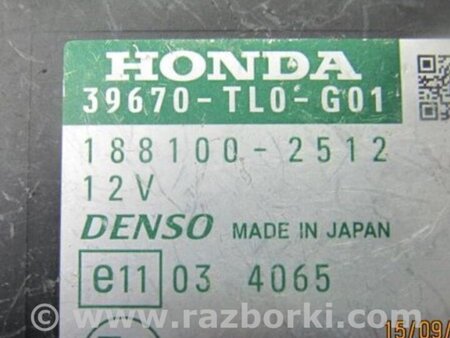 HONDA
39670-TL0-G01
188100-2512
12V
DENSO MADE IN JAPAN
e11 03 4065
www.razborki.com
15/09/